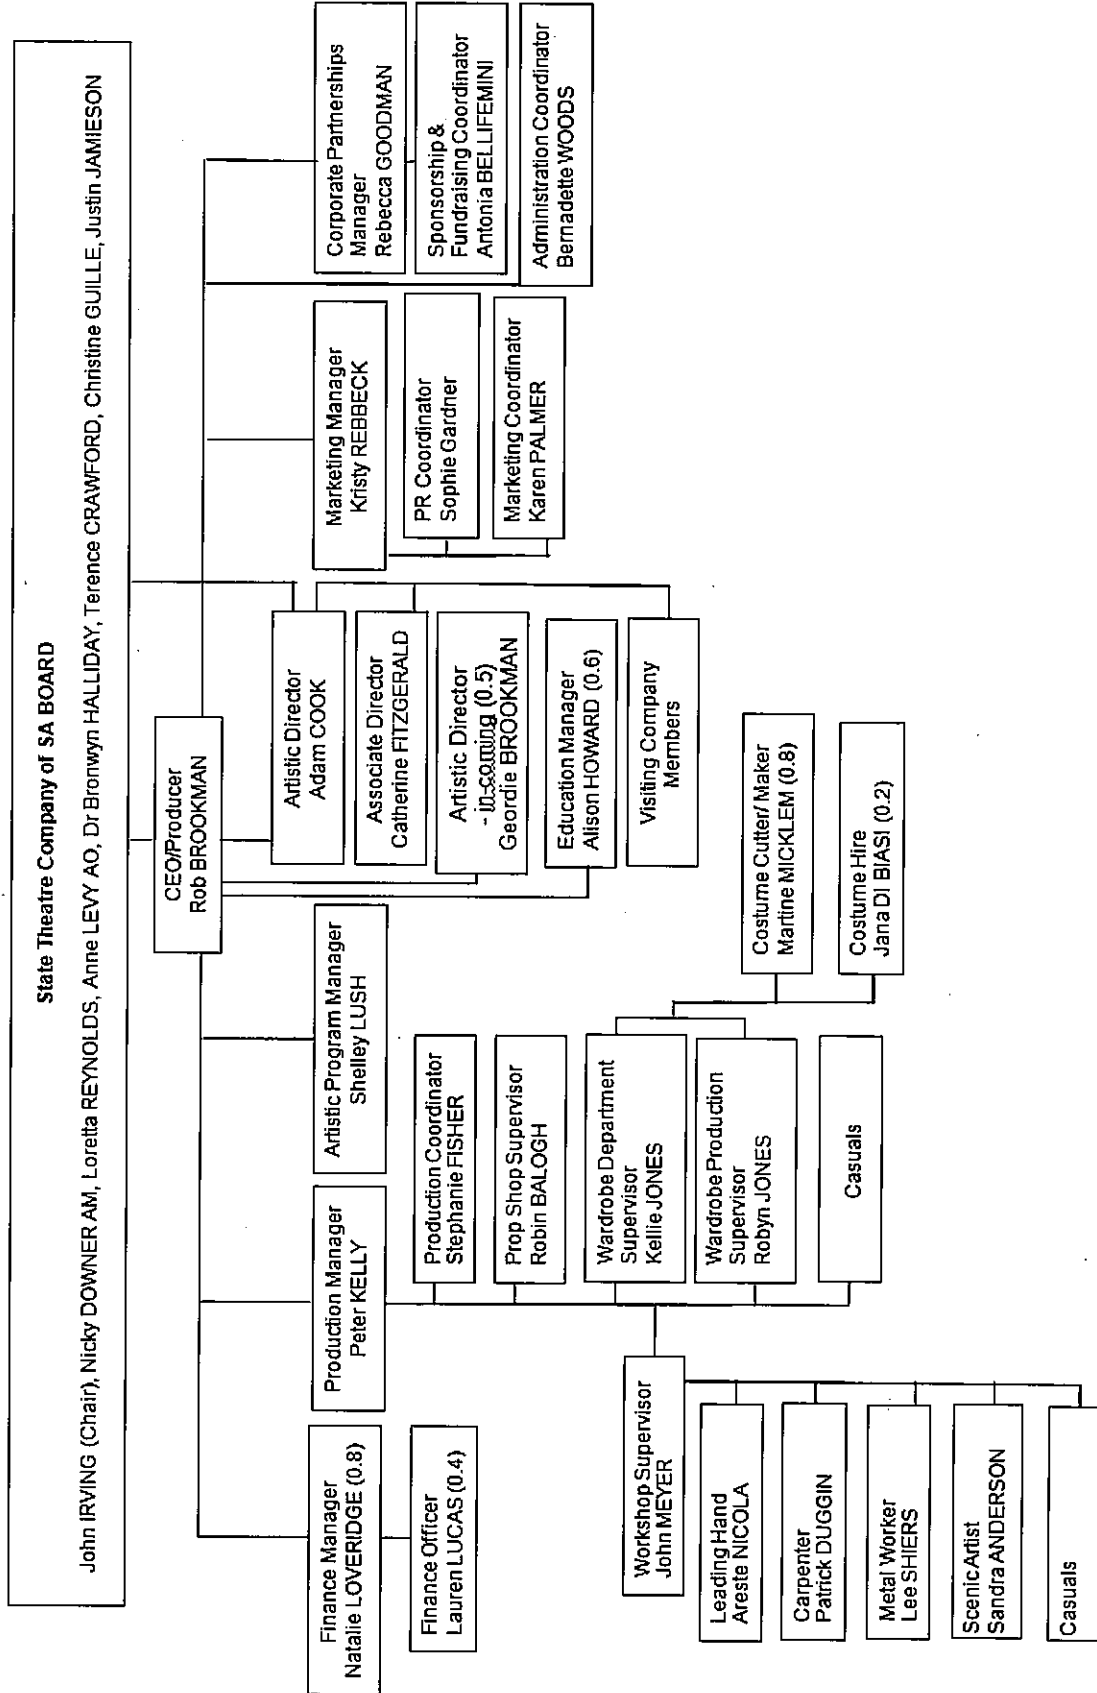 State Theatre Company of SA BOARD
John IRVING (Chair), Nicky DOWNER AM, Loretta REYNOLDS, Anne LEVY AO, Dr Bronwyn HALLIDAY, Terence CRAWFORD, Christine GUILLE, Justin JAMIESON
CEO/Producer
Rob BROOKMAN
Finance Manager
Natalie LOVERIDGE (0.8)
Finance Officer
Lauren LUCAS (0.4)
Production Manager
Peter KELLY
Production Coordinator
Stephanie FISHER
Prop Shop Supervisor
Robin BALOGH
Wardrobe Department
Supervisor
Kellie JONES
Wardrobe Production
Supervisor
Robyn JONES
Casuals
Workshop Supervisor
John MEYER
Leading Hand
Areste NICOLA
Carpenter
Patrick DUGGIN
Metal Worker
Lee SHIERS
Scenic Artist
Sandra ANDERSON
Casuals
Costume Cutter/ Maker
Martine MICKLEM (0.8)
Costume Hire
Jana DI BIASI (0.2)
Artistic Program Manager
Shelley LUSH
Artistic Director
Adam COOK
Associate Director
Catherine FITZGERALD
Artistic Director
- in-coming (0.5)
Geordie BROOKMAN
Education Manager
Alison HOWARD (0.6)
Visiting Company
Members
Marketing Manager
Kristy REBBECK
PR Coordinator
Sophie Gardner
Marketing Coordinator
Karen PALMER
Corporate Partnerships
Manager
Rebecca GOODMAN
Sponsorship &
Fundraising Coordinator
Antonia BELLIFEMINI
Administration Coordinator
Bernadette WOODS